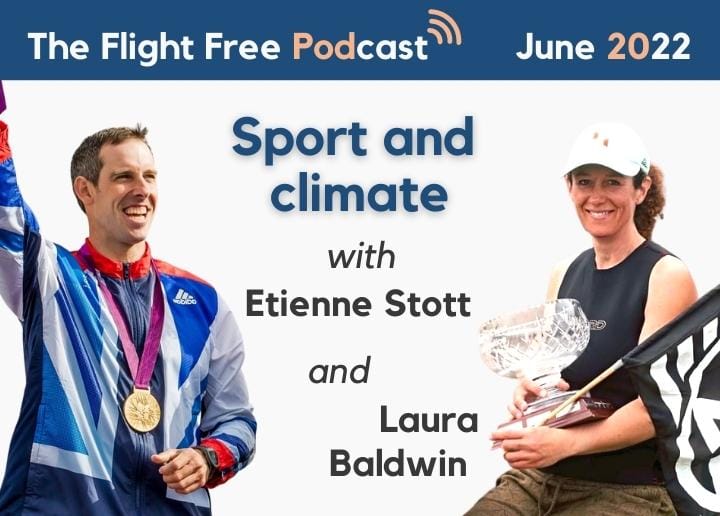 The Flight Free Podcast
June 2022
Sport and
climate
with
Etienne Stott
and
Laura
Baldwin
adidas